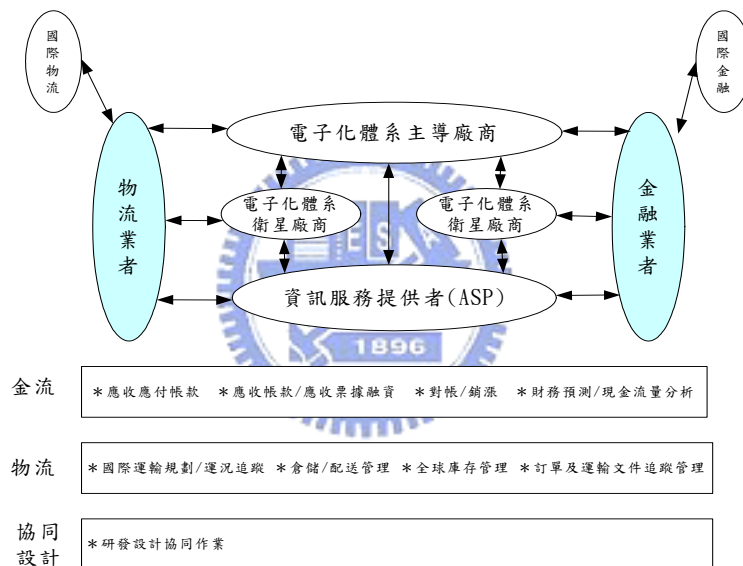 國際物流
國際金融
電子化體系主導廠商
物流業者
金融業者
電子化體系
衛星廠商
電子化體系
衛星廠商
資訊服務提供者(ASP)
ESA
1896
金流
＊應收應付帳款 ＊應收帳款/應收票據融資 ＊對帳/銷漲 ＊財務預測/現金流量分析
物流
＊國際運輸規劃/運況追蹤 ＊倉儲/配送管理 ＊全球庫存管理 ＊訂單及運輸文件追蹤管理
協同
設計
＊研發設計協同作業